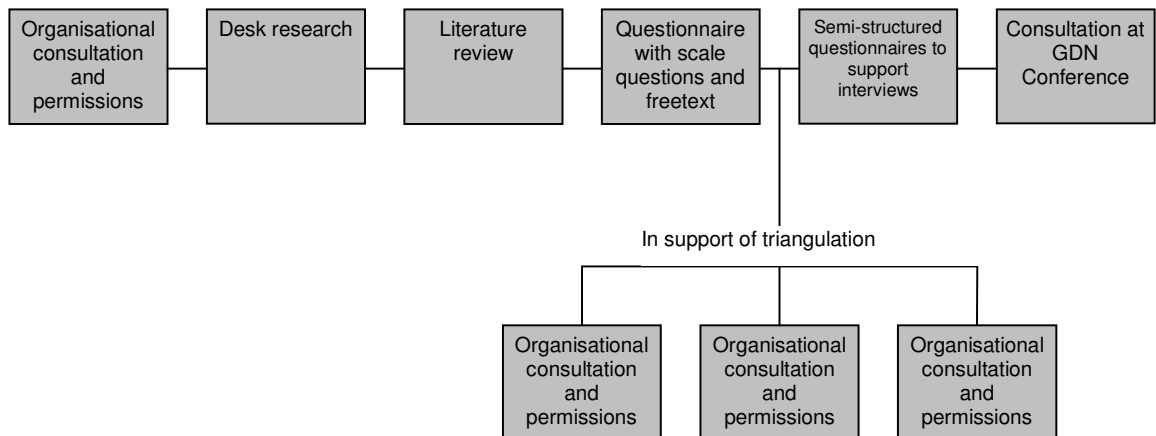 Organisational
consultation
and
permissions
Desk research
Literature
review
Questionnaire
with scale
questions and
freetext
Semi-structured
questionnaires to
support
interviews
Consultation at
GDN
Conference
In support of triangulation
Organisational
consultation
and
permissions
Organisational
consultation
and
permissions
Organisational
consultation
and
permissions